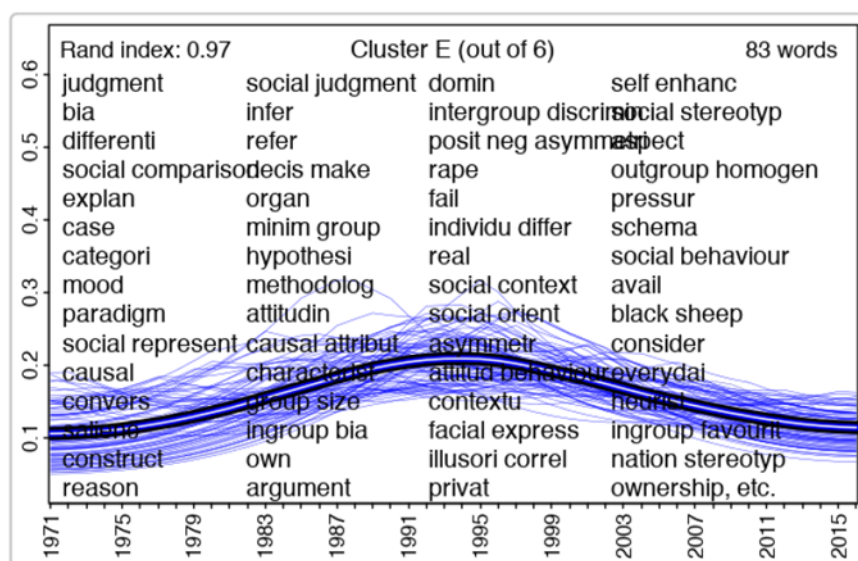 Rand index: 0.97 Cluster E (out of 6) 83 words
judgment social judgment domin self enhanc
bia infer intergroup discrimin social stereotyp
differenti refer posit neg asymmetri aspect
social comparison decis make rape outgroup homogen
explan organ fail pressur
case minim group individu differ schema
categori hypothesi real social behaviour
mood methodolog social context avail
paradigm attitudin social orient black sheep
social represent causal attribut asymmetr consider
causal characterist attitud behaviour everydai
convers group size contextu heurist
salienc ingroup bia facial express ingroup favourit
construct own illusori correl nation stereotyp
reason argument privat ownership, etc.
0.6
0.5
0.4
0.3
0.2
0.1
1971 1975 1979 1983 1987 1991 1995 1999 2003 2007 2011 2015